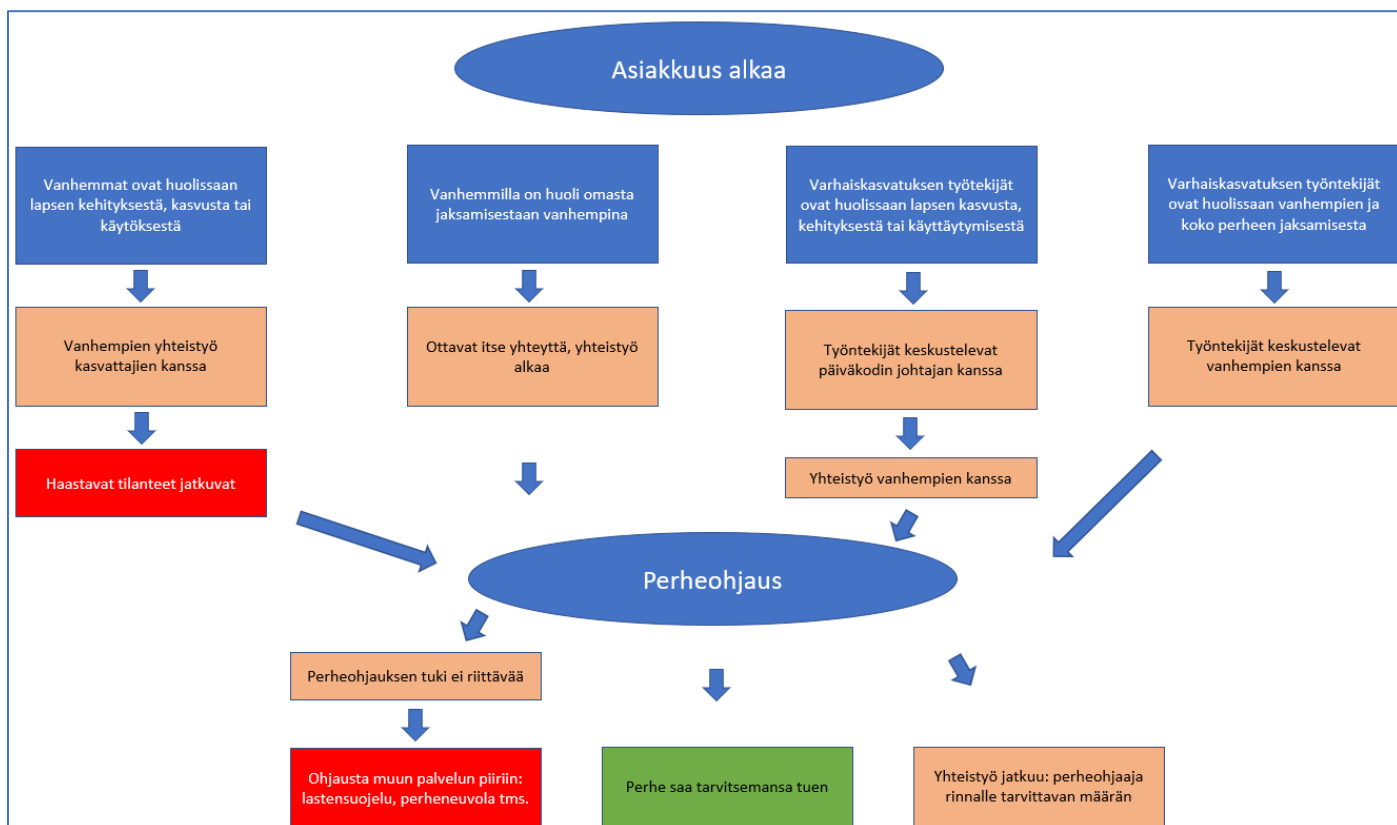 Asiakkuus alkaa
Vanhemmat ovat huolissaan
lapsen kehityksestä, kasvusta tai
käytöksestä
Vanhemmilla on huoli omasta
jaksamisestaan vanhempina
Varhaiskasvatuksen työtekijät
ovat huolissaan lapsen kasvusta,
kehityksestä tai käyttäytymisestä
Varhaiskasvatuksen työntekijät
ovat huolissaan vanhempien ja
koko perheen jaksamisesta
Vanhempien yhteistyö
kasvattajien kanssa
Ottavat itse yhteyttä, yhteistyö
alkaa
Työntekijät keskustelevat
päiväkodin johtajan kanssa
Työntekijät keskustelevat
vanhempien kanssa
Haastavat tilanteet jatkuvat
Yhteistyö vanhempien kanssa
Perheohjaus
Perheohjauksen tuki ei riittävää
Ohjausta muun palvelun piiriin:
lastensuojelu, perheneuvola tms.
Perhe saa tarvitsemansa tuen
Yhteistyö jatkuu: perheohjaaja
rinnalle tarvittavan määrän